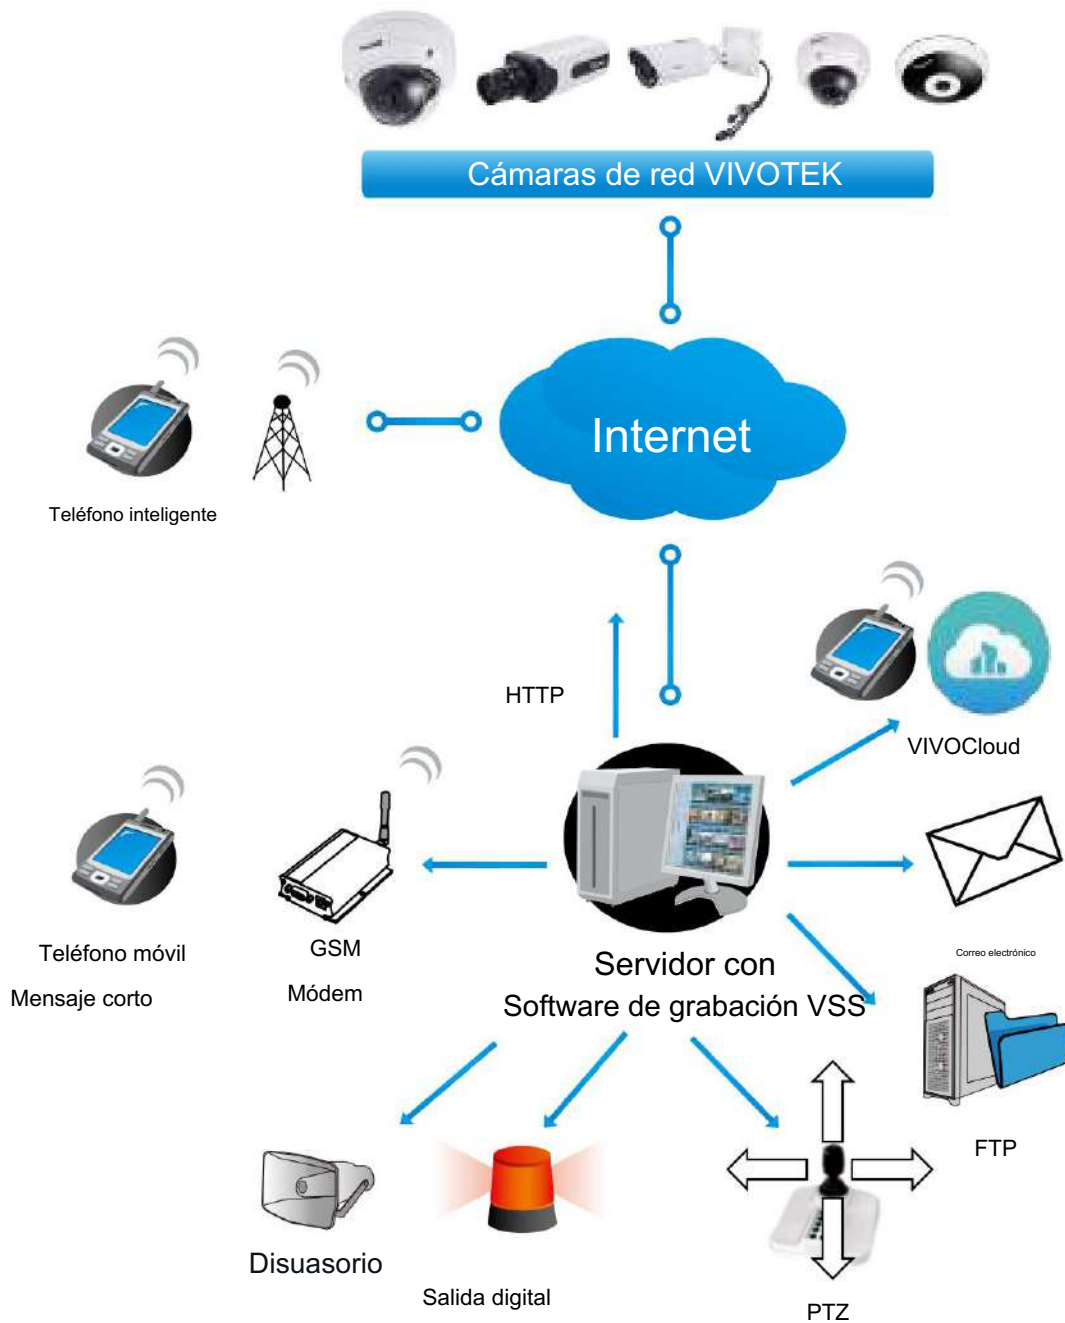 Cámaras de red VIVOTEK
Internet
Teléfono inteligente
HTTP
VIVOCloud
Teléfono móvil
Mensaje corto
GSM
Módem
Servidor con
Software de grabación VSS
Correo electrónico
FTP
Disuasorio
Salida digital
PTZ